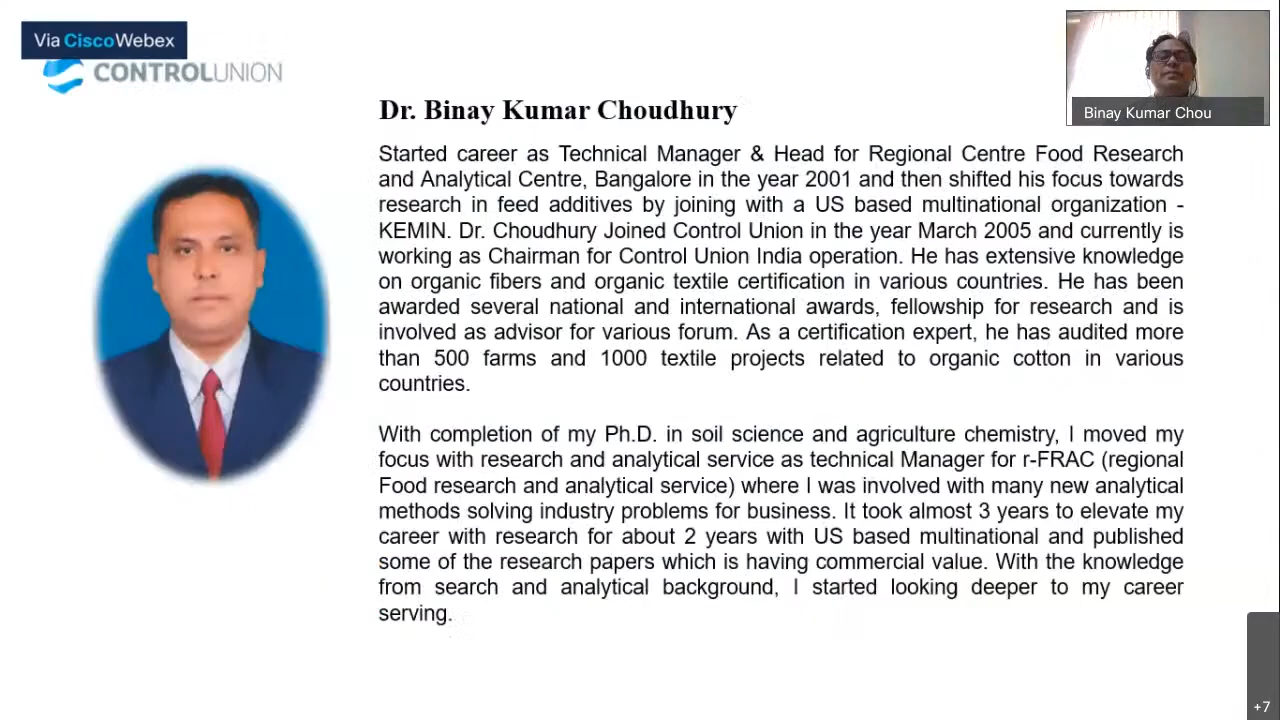 Via CiscoWebex
CONTROLUNION
Binay Kumar Chou
Dr. Binay Kumar Choudhury
Started career as Technical Manager & Head for Regional Centre Food Research
and Analytical Centre, Bangalore in the year 2001 and then shifted his focus towards
research in feed additives by joining with a US based multinational organization -
KEMIN. Dr. Choudhury Joined Control Union in the year March 2005 and currently is
working as Chairman for Control Union India operation. He has extensive knowledge
on organic fibers and organic textile certification in various countries. He has been
awarded several national and international awards, fellowship for research and is
involved as advisor for various forum. As a certification expert, he has audited more
than 500 farms and 1000 textile projects related to organic cotton in various
countries.
With completion of my Ph.D. in soil science and agriculture chemistry, I moved my
focus with research and analytical service as technical Manager for r-FRAC (regional
Food research and analytical service) where I was involved with many new analytical
methods solving industry problems for business. It took almost 3 years to elevate my
career with research for about 2 years with US based multinational and published
some of the research papers which is having commercial value. With the knowledge
from search and analytical background, I started looking deeper to my career
serving.
+7